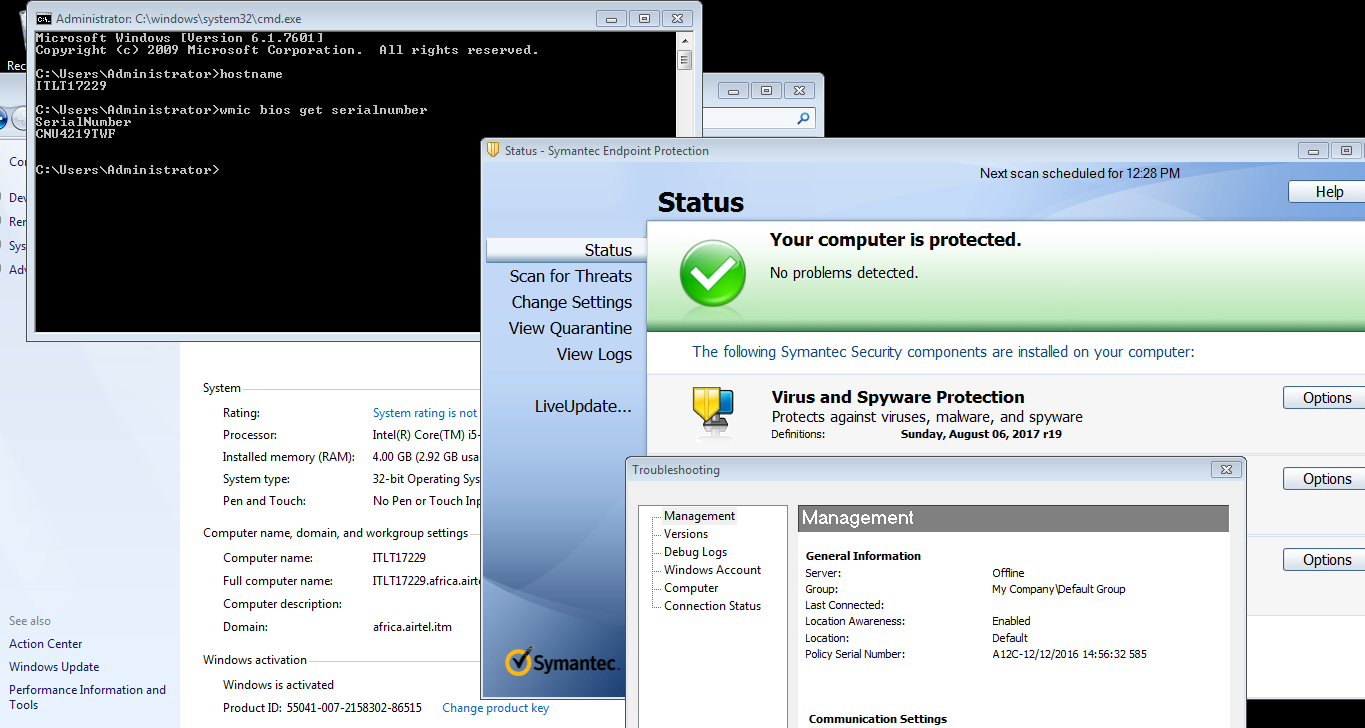 Administrator: C:\windows\system32\cmd.exe
Microsoft Windows [Version 6.1.7601]
Copyright (c) 2009 Microsoft Corporation.  All rights reserved.
C:\Users\Administrator>hostname
ITLT17229
C:\Users\Administrator>wmic bios get serialnumber
SerialNumber
CNU4219TWF
C:\Users\Administrator>
Status - Symantec Endpoint Protection
Next scan scheduled for 12:28 PM
Help
Status
Status
Scan for Threats
Change Settings
View Quarantine
View Logs
LiveUpdate...
Symantec.
Your computer is protected.
No problems detected.
The following Symantec Security components are installed on your computer:
Virus and Spyware Protection
Options
Protects against viruses, malware, and spyware
Definitions: Sunday, August 06, 2017 r19
Options
Options
Troubleshooting
Management
Versions
Debug Logs
Windows Account
Computer
Connection Status
Management
General Information
Server: Offline
Group: My Company\Default Group
Last Connected:
Location Awareness: Enabled
Location: Default
Policy Serial Number: A12C-12/12/2016 14:56:32 585
Communication Settings
System
Rating: System rating is not
Processor: Intel(R) Core(TM) i5-
Installed memory (RAM): 4.00 GB (2.92 GB usa
System type: 32-bit Operating Sys
Pen and Touch: No Pen or Touch Inp
Computer name, domain, and workgroup settings
Computer name: ITLT17229
Full computer name: ITLT17229.africa.airte
Computer description:
Domain: africa.airtel.itm
Windows activation
Windows is activated
Product ID: 55041-007-2158302-86515 Change product key
See also
Action Center
Windows Update
Performance Information and
Tools
Rec
Co
Dev
Rer
Sys
Adv